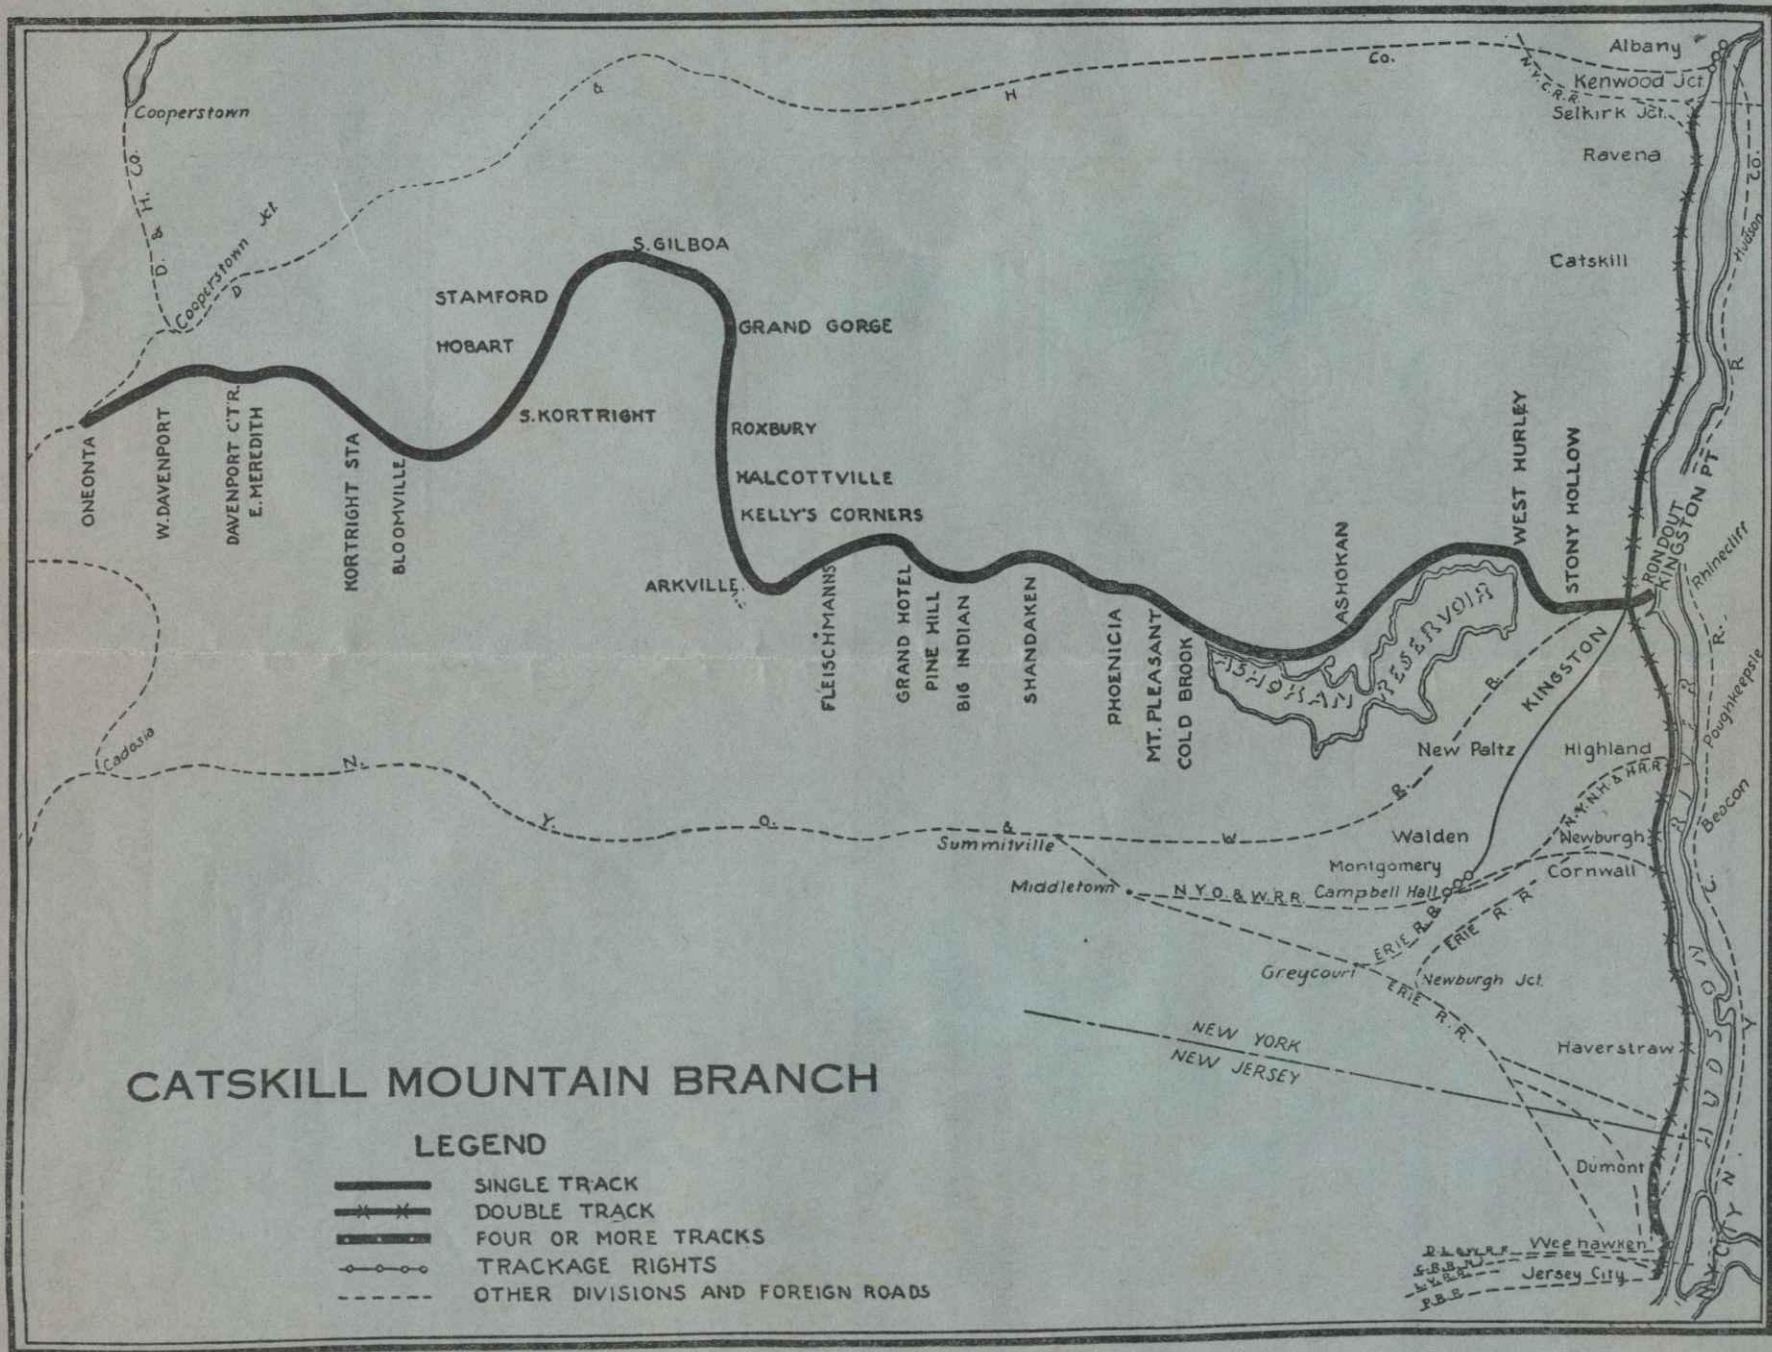 Albany
Kenwood Jct
Selkirk Jct.
Ravena
Catskill
N.Y.C.R.R.
D & H Co.
Cooperstown
D. & H. Co.
Cooperstown Jct.
S. GILBOA
STAMFORD
HOBART
GRAND GORGE
S. KORTRIGHT
ROXBURY
HALCOTTVILLE
KELLY'S CORNERS
ARKVILLE
ONEONTA
W. DAVENPORT
DAVENPORT C'T'R.
E. MEREDITH
KORTRIGHT STA
BLOOMVILLE
FLEISCHMANNS
GRAND HOTEL
PINE HILL
BIG INDIAN
SHANDAKEN
PHOENICIA
MT. PLEASANT
COLD BROOK
ASHOKAN
WEST HURLEY
STONY HOLLOW
RONDOUT
KINGSTON PT
KINGSTON
ASHOKAN RESERVOIR
Hudson
Rhinecliff
Poughkeepsie
Beacon
Cadosia
N. Y. O. & W. R. R.
New Paltz
Highland
N.Y.N.H.& H.R.R.
Walden
Newburgh
Montgomery
Cornwall
Summitville
Middletown
N Y O. & W. R.R.
Campbell Hall
ERIE R.R.
ERIE R. R
Greycourt
Newburgh Jct.
ERIE R.R.
NEW YORK
NEW JERSEY
Haverstraw
Dumont
Weehawken
Jersey City
D.L.& W.R.R.
L.V.R.R.
P.R.R.
HUDSON RIVER
N.Y. CITY
N Y C. R. R. Co.
CATSKILL MOUNTAIN BRANCH
LEGEND
SINGLE TRACK
DOUBLE TRACK
FOUR OR MORE TRACKS
TRACKAGE RIGHTS
OTHER DIVISIONS AND FOREIGN ROADS